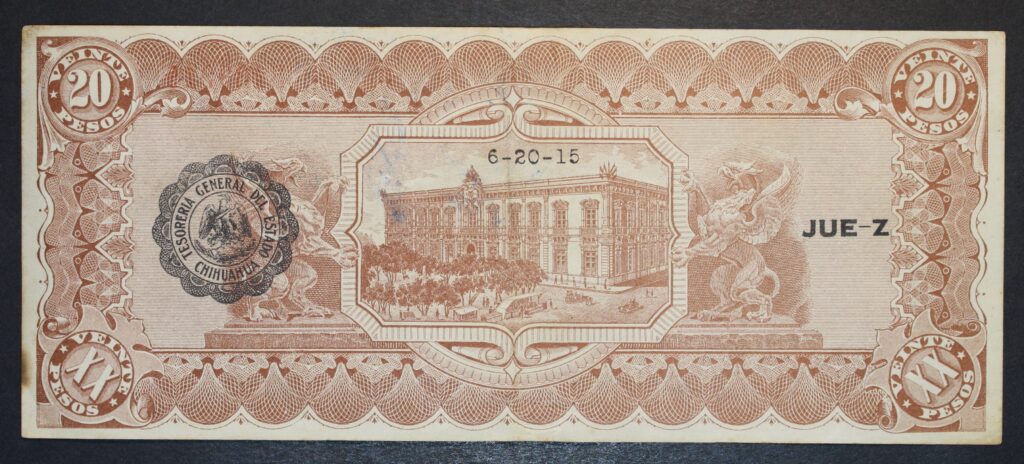 VEINTE
20
PESOS
VEINTE
20
PESOS
6-20-15
TESORERIA GENERAL DEL ESTADO
CHIHUAHUA
JUE-Z
VEINTE
XX
PESOS
VEINTE
XX
PESOS